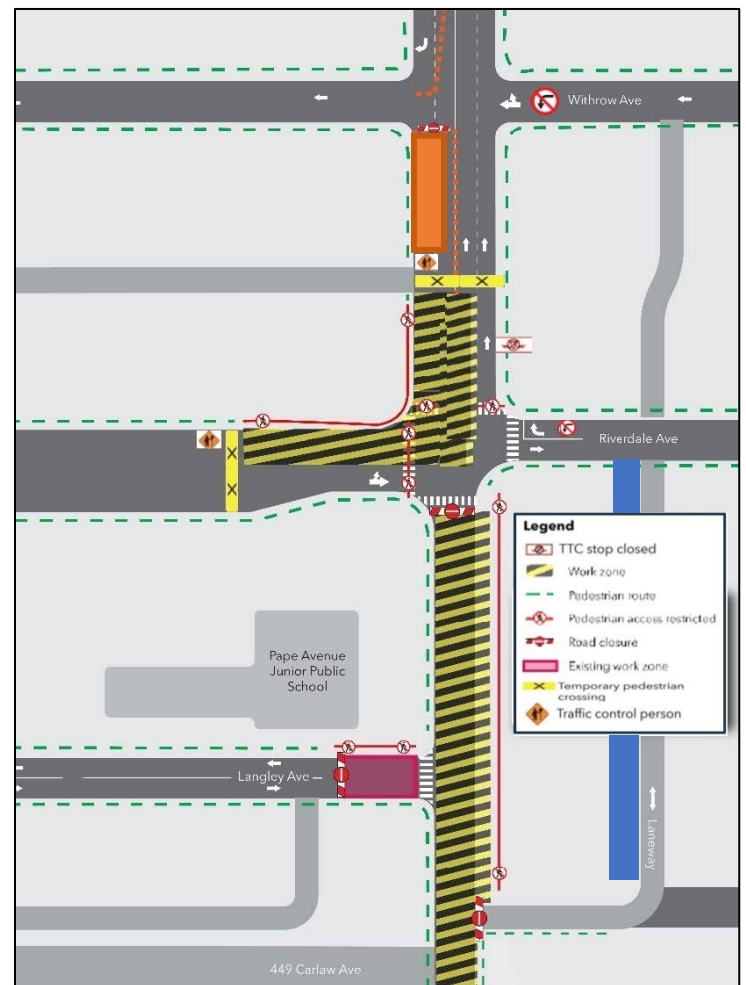 Withrow Ave
Riverdale Ave
Legend
TTC stop closed
Work zone
Pedestrian route
Pedestrian access restricted
Road closure
Existing work zone
Temporary pedestrian
crossing
Traffic control person
Pape Avenue
Junior Public
School
Langley Ave
Laneway
449 Carlaw Ave